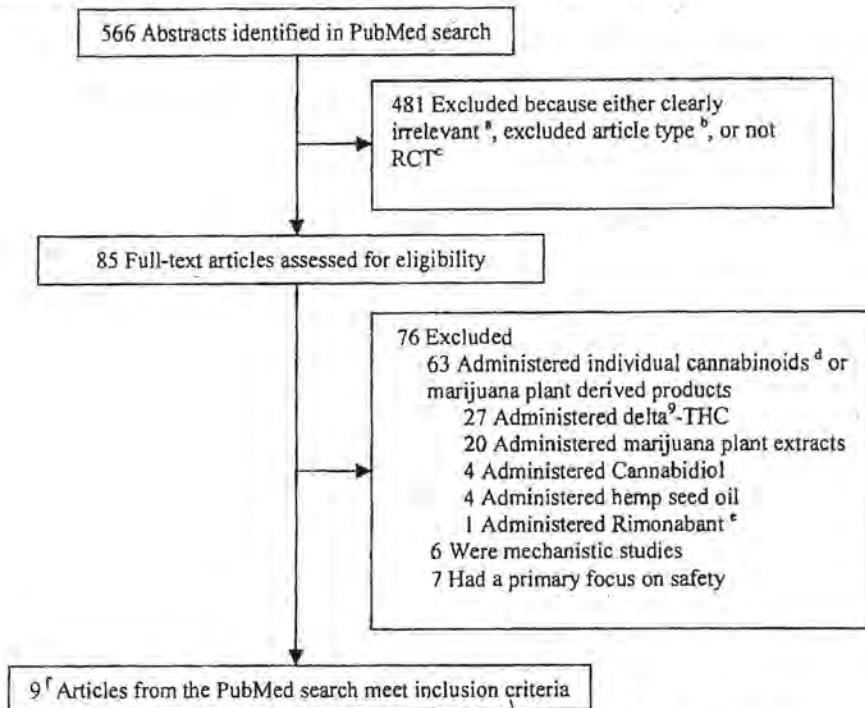 566 Abstracts identified in PubMed search
481 Excluded because either clearly
irrelevant ᵃ, excluded article type ᵇ, or not
RCTᶜ
85 Full-text articles assessed for eligibility
76 Excluded
63 Administered individual cannabinoids ᵈ or
marijuana plant derived products
27 Administered delta⁹-THC
20 Administered marijuana plant extracts
4 Administered Cannabidiol
4 Administered hemp seed oil
1 Administered Rimonabant ᵉ
6 Were mechanistic studies
7 Had a primary focus on safety
9ᶠ Articles from the PubMed search meet inclusion criteria